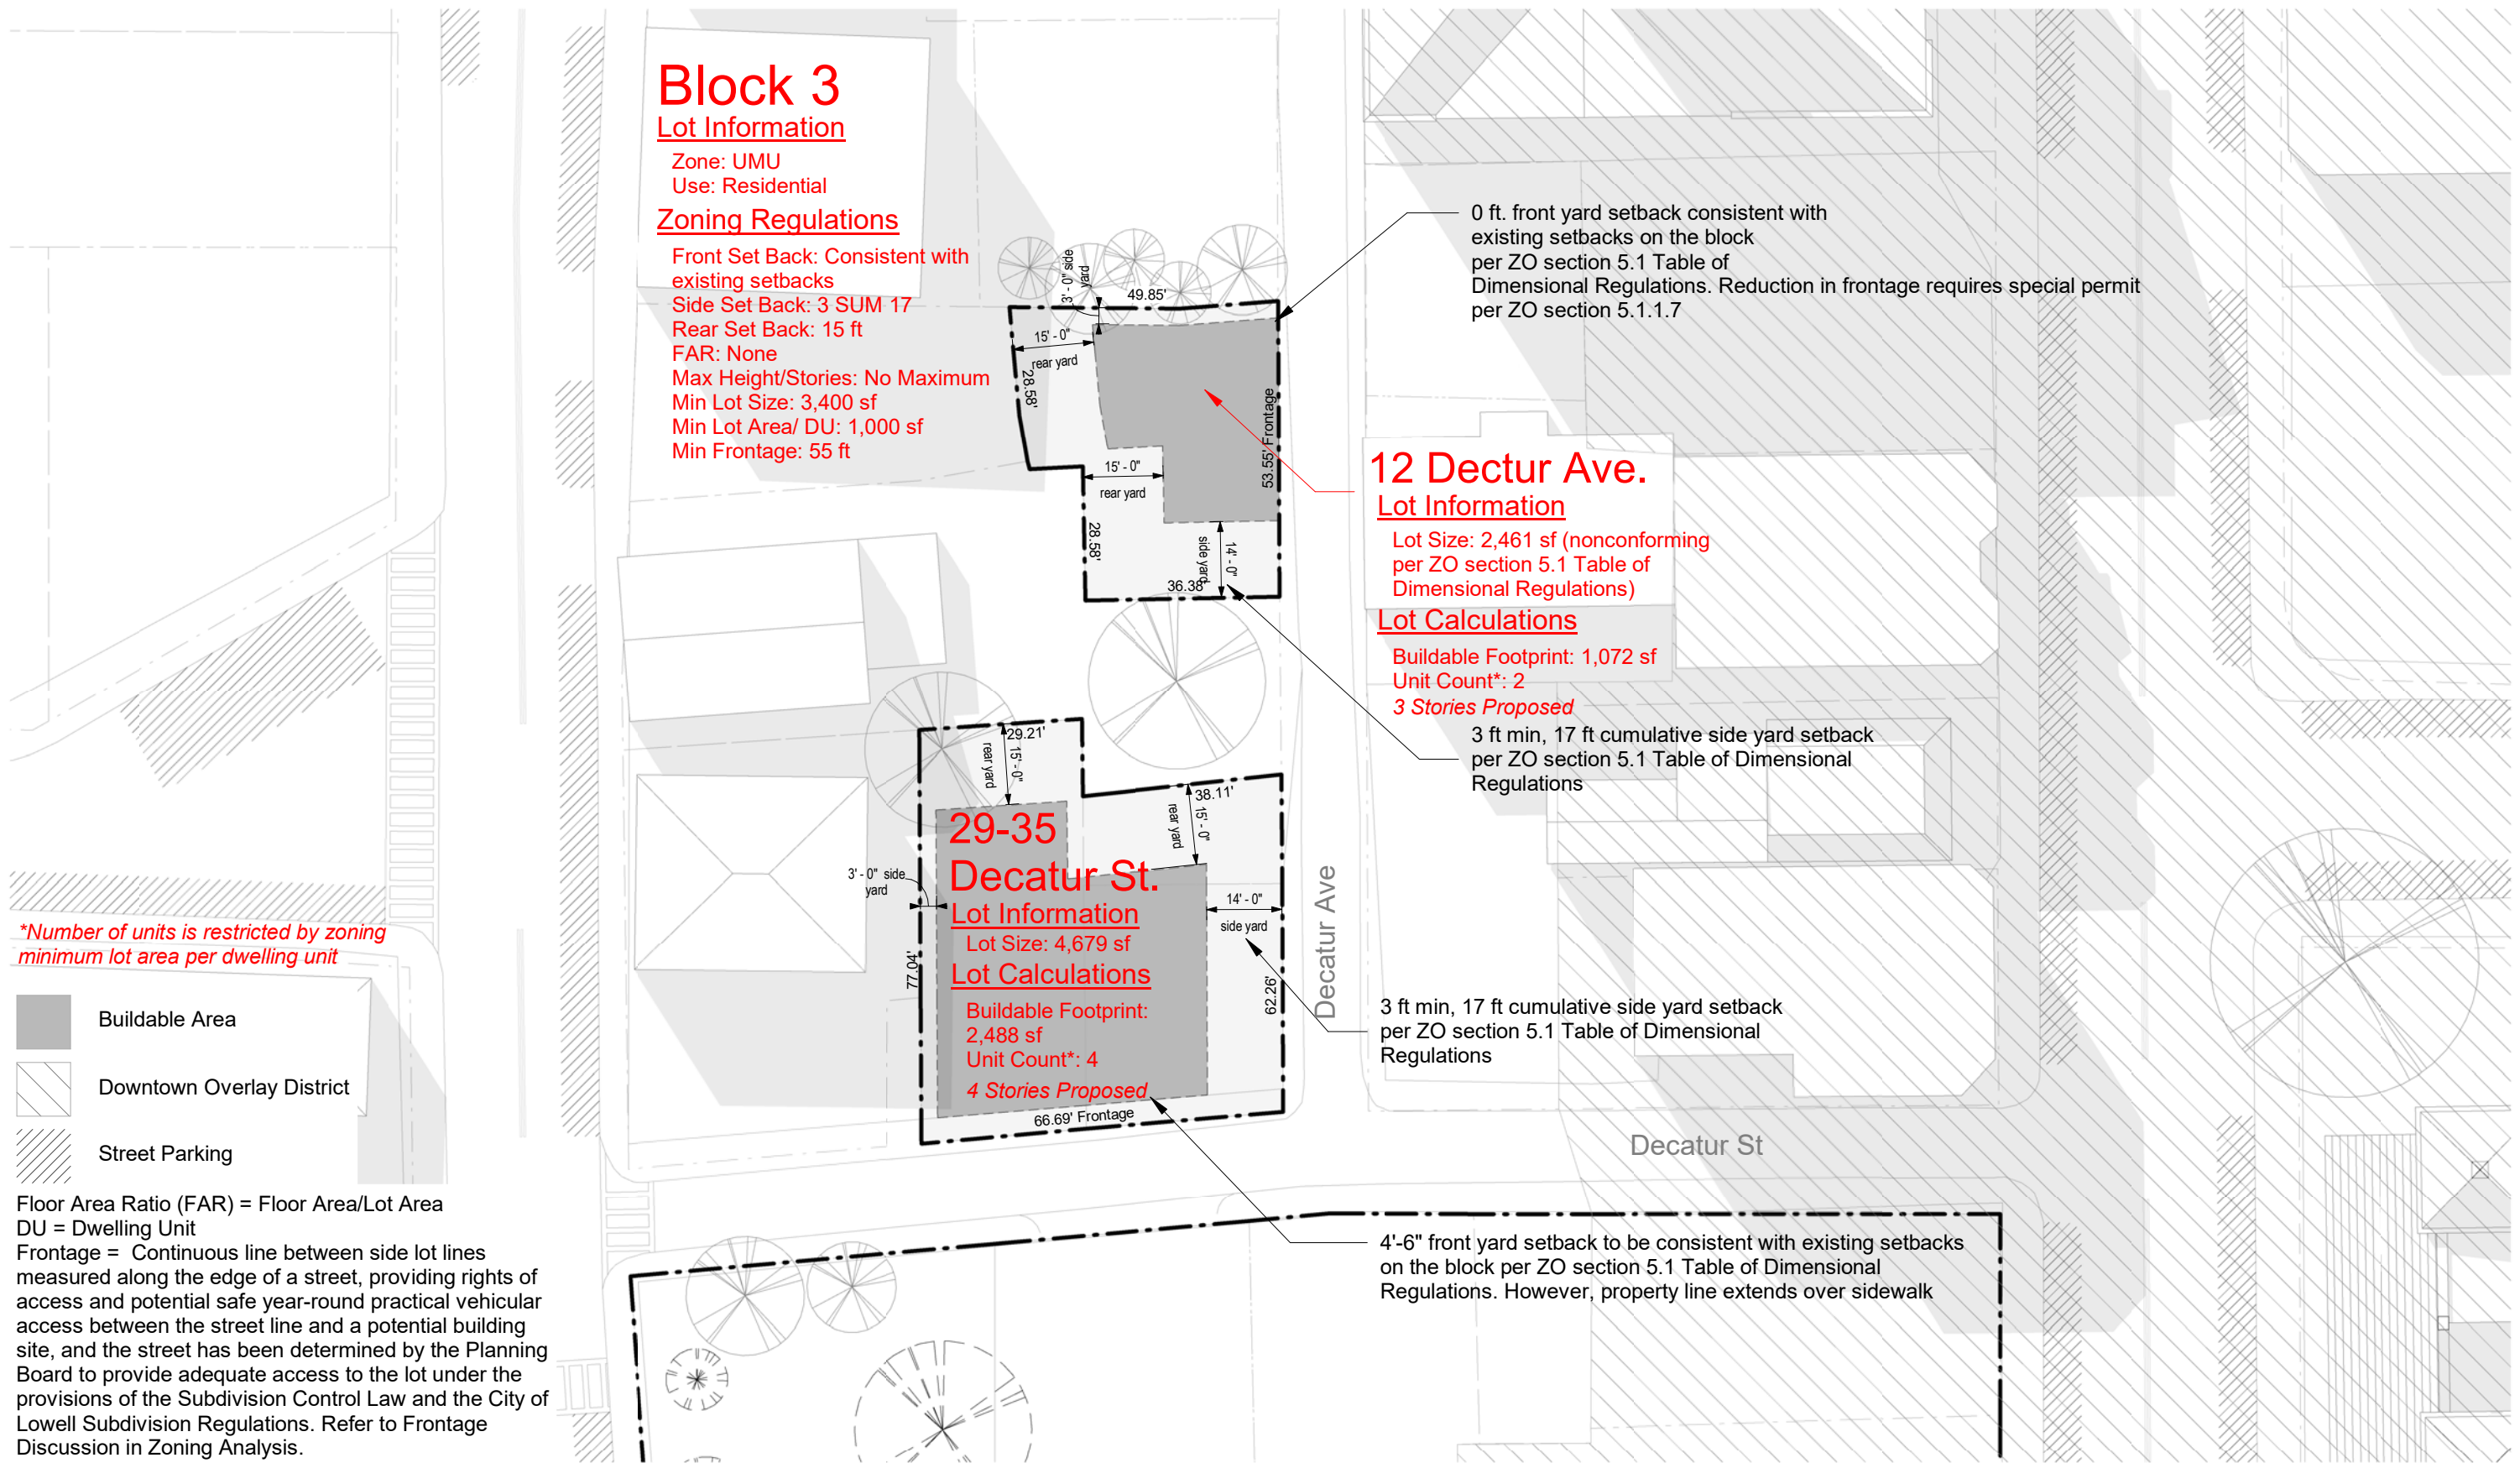 Block 3
Lot Information
Zone: UMU
Use: Residential
Zoning Regulations
Front Set Back: Consistent with
existing setbacks
Side Set Back: 3 SUM 17
Rear Set Back: 15 ft
FAR: None
Max Height/Stories: No Maximum
Min Lot Size: 3,400 sf
Min Lot Area/ DU: 1,000 sf
Min Frontage: 55 ft
0 ft. front yard setback consistent with
existing setbacks on the block
per ZO section 5.1 Table of
Dimensional Regulations. Reduction in frontage requires special permit
per ZO section 5.1.1.7
3' - 0" side
yard
49.85'
15' - 0"
rear yard
28.58'
53.55' Frontage
15' - 0"
rear yard
28.58'
14' - 0"
side yard
36.38'
12 Dectur Ave.
Lot Information
Lot Size: 2,461 sf (nonconforming
per ZO section 5.1 Table of
Dimensional Regulations)
Lot Calculations
Buildable Footprint: 1,072 sf
Unit Count*: 2
3 Stories Proposed
3 ft min, 17 ft cumulative side yard setback
per ZO section 5.1 Table of Dimensional
Regulations
29.21'
15' - 0"
rear yard
38.11'
15' - 0"
rear yard
29-35
Decatur St.
Lot Information
Lot Size: 4,679 sf
Lot Calculations
Buildable Footprint:
2,488 sf
Unit Count*: 4
4 Stories Proposed
3' - 0" side
yard
77.04'
14' - 0"
side yard
62.26'
66.69' Frontage
Decatur Ave
3 ft min, 17 ft cumulative side yard setback
per ZO section 5.1 Table of Dimensional
Regulations
Decatur St
4'-6" front yard setback to be consistent with existing setbacks
on the block per ZO section 5.1 Table of Dimensional
Regulations. However, property line extends over sidewalk
*Number of units is restricted by zoning
minimum lot area per dwelling unit
Buildable Area
Downtown Overlay District
Street Parking
Floor Area Ratio (FAR) = Floor Area/Lot Area
DU = Dwelling Unit
Frontage = Continuous line between side lot lines
measured along the edge of a street, providing rights of
access and potential safe year-round practical vehicular
access between the street line and a potential building
site, and the street has been determined by the Planning
Board to provide adequate access to the lot under the
provisions of the Subdivision Control Law and the City of
Lowell Subdivision Regulations. Refer to Frontage
Discussion in Zoning Analysis.